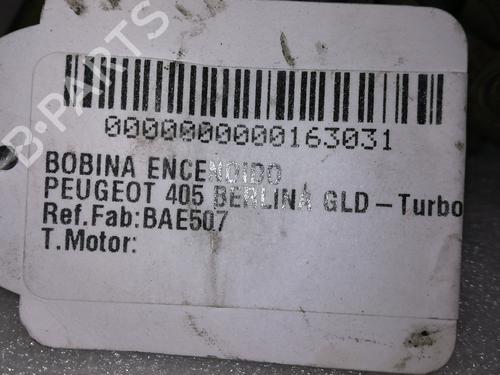 B-PARTS
0000000000163031
BOBINA ENCENDIDO
PEUGEOT 405 BERLINA GLD-Turbo
Ref.Fab:BAE507
T.Motor: